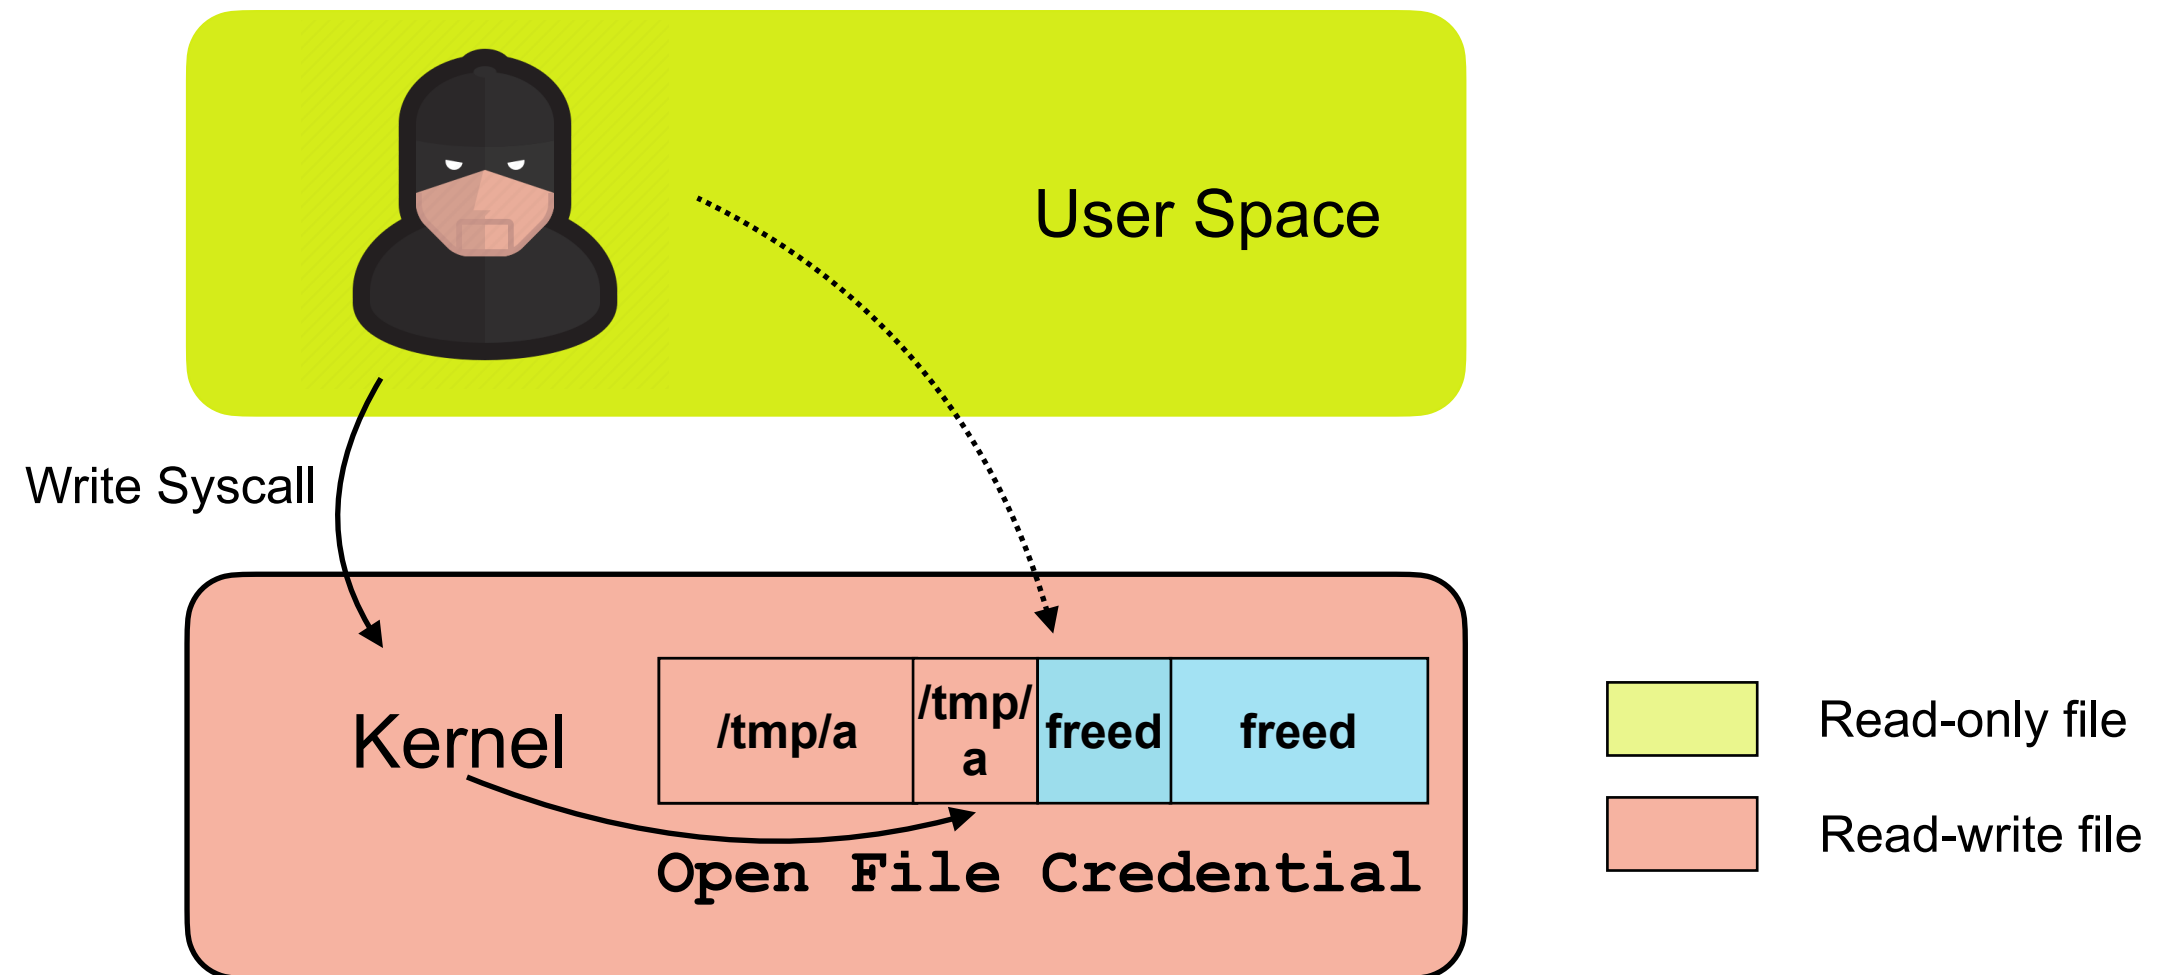 User Space
Write Syscall
Kernel
/tmp/a
/tmp/
a
freed
freed
Open File Credential
Read-only file
Read-write file